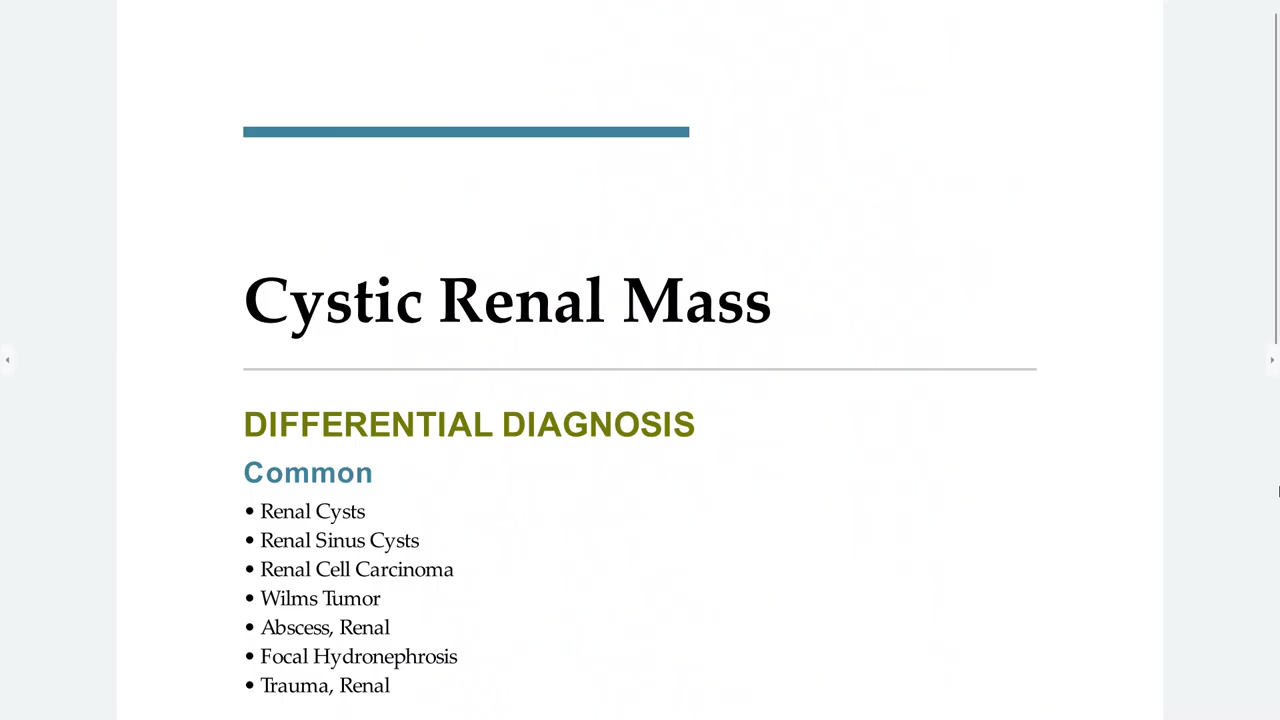 Cystic Renal Mass
DIFFERENTIAL DIAGNOSIS
Common
• Renal Cysts
• Renal Sinus Cysts
• Renal Cell Carcinoma
• Wilms Tumor
• Abscess, Renal
• Focal Hydronephrosis
• Trauma, Renal